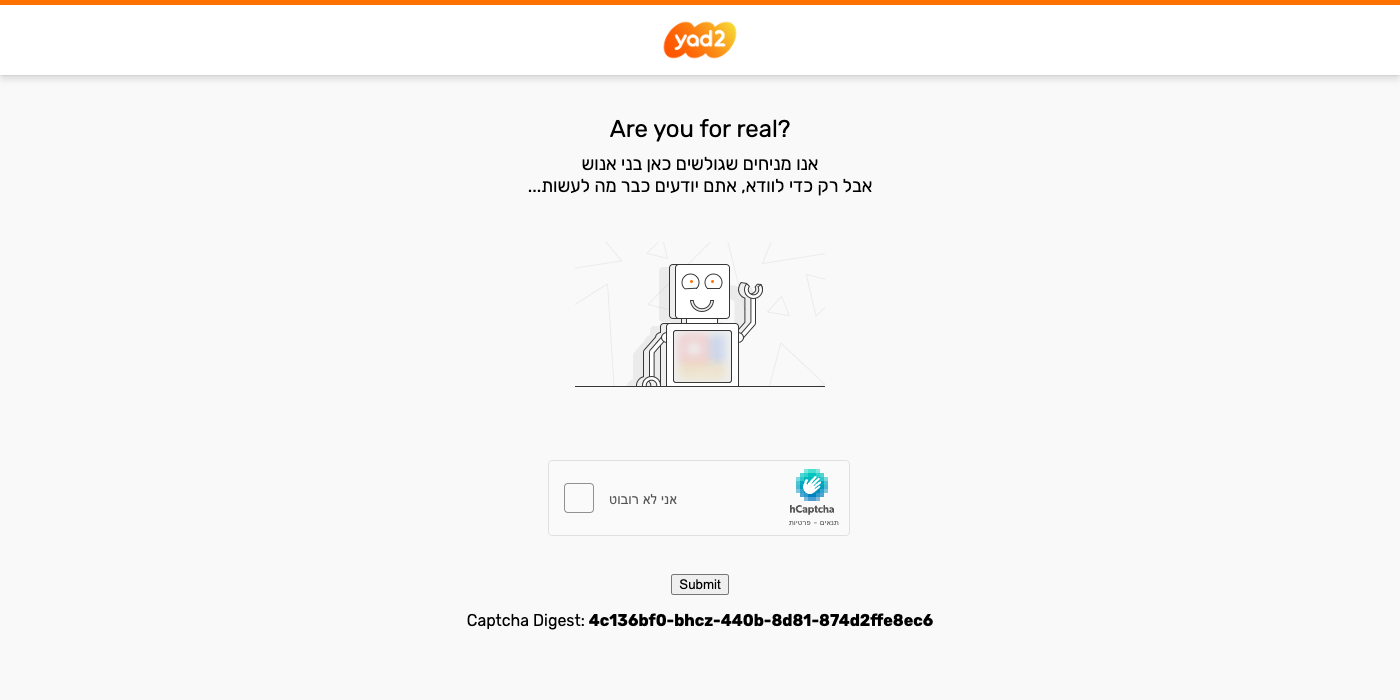 yad2
Are you for real?
אנו מניחים שגולשים כאן בני אנוש
אבל רק כדי לוודא, אתם יודעים כבר מה לעשות...
אני לא רובוט
hCaptcha
תנאים - פרטיות
Submit
Captcha Digest: 4c136bf0-bhcz-440b-8d81-874d2ffe8ec6